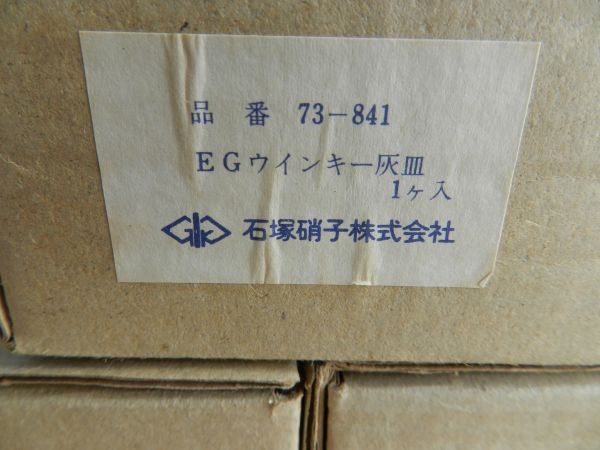 品番 73-841
EGウインキー灰皿
1ヶ入
石塚硝子株式会社